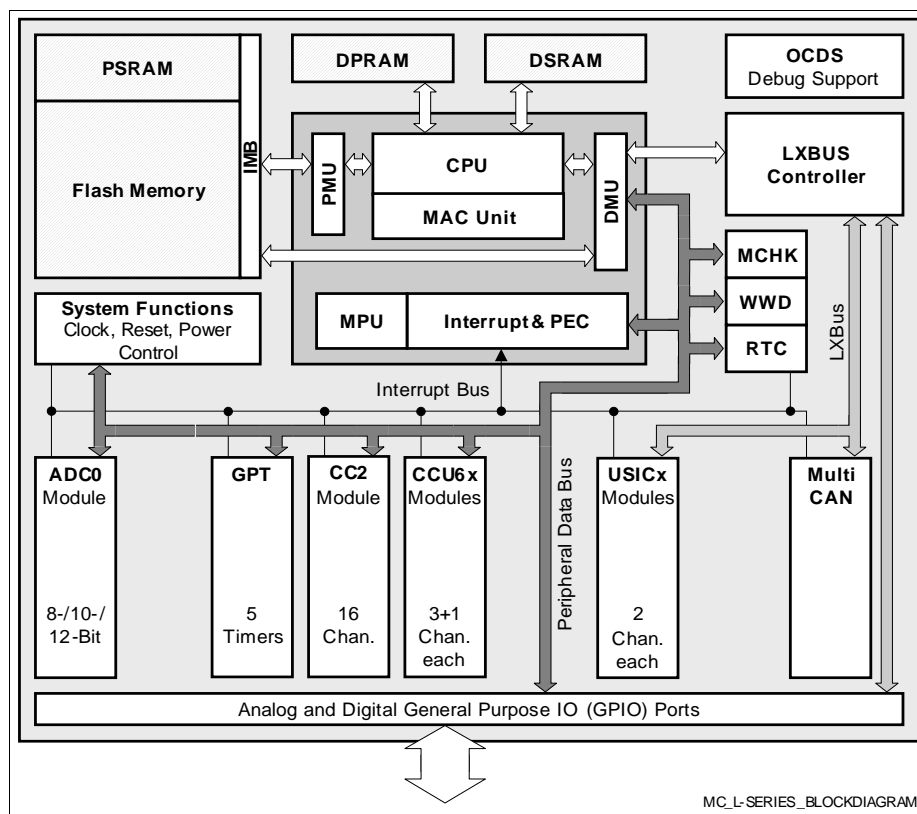 PSRAM
Flash Memory
IMB
DPRAM
DSRAM
OCDS
Debug Support
PMU
CPU
MAC Unit
DMU
LXBUS
Controller
MPU
Interrupt & PEC
MCHK
WWD
RTC
LXBus
System Functions
Clock, Reset, Power
Control
Interrupt Bus
Peripheral Data Bus
ADC0
Module
8-/10-/
12-Bit
GPT
5
Timers
CC2
Module
16
Chan.
CCU6x
Modules
3+1
Chan.
each
USICx
Modules
2
Chan.
each
Multi
CAN
Analog and Digital General Purpose IO (GPIO) Ports
MC_L-SERIES_BLOCKDIAGRAM